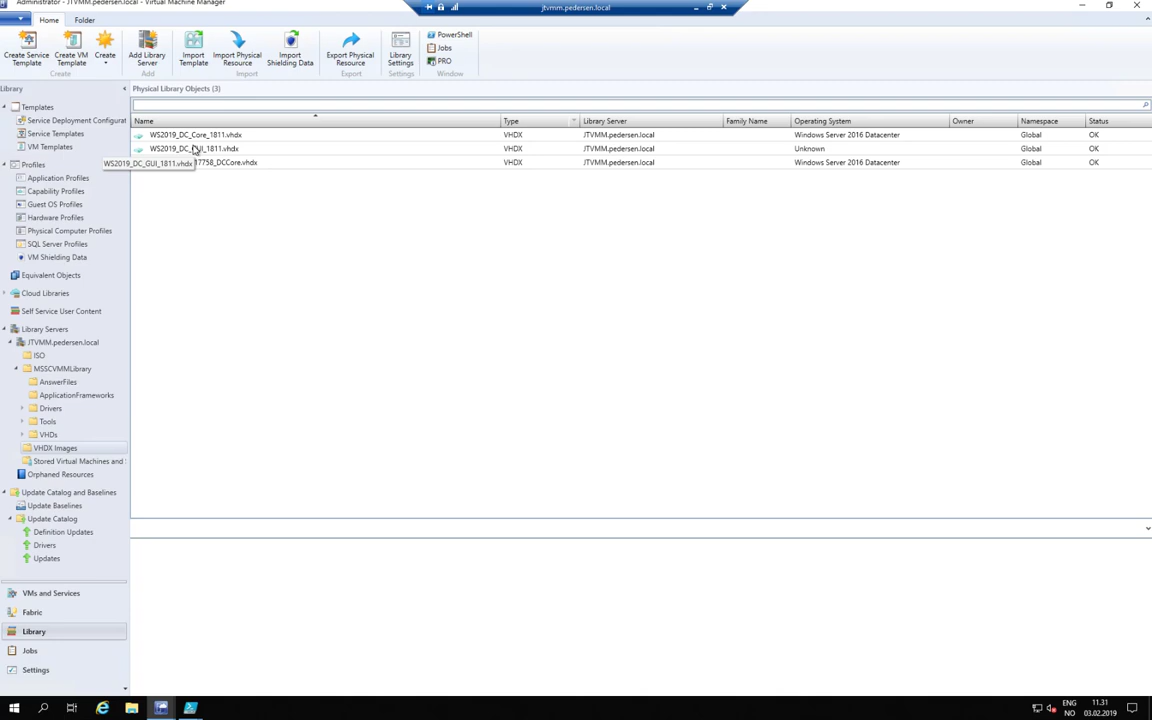 Administrator - JTVMM.pedersen.local - Virtual Machine Manager
jtvmm.pedersen.local
Home
Folder
Create Service Template
Create VM Template
Create
Add Library Server
Import Template
Import Physical Resource
Import Shielding Data
Export Physical Resource
Library Settings
PowerShell
Jobs
PRO
Create
Add
Import
Export
Settings
Window
Library
Physical Library Objects (3)
Templates
Service Deployment Configurat
Service Templates
VM Templates
Profiles
Application Profiles
Capability Profiles
Guest OS Profiles
Hardware Profiles
Physical Computer Profiles
SQL Server Profiles
VM Shielding Data
Equivalent Objects
Cloud Libraries
Self Service User Content
Library Servers
JTVMM.pedersen.local
ISO
MSSCVMMLibrary
AnswerFiles
ApplicationFrameworks
Drivers
Tools
VHDs
VHDX Images
Stored Virtual Machines and
Orphaned Resources
Update Catalog and Baselines
Update Baselines
Update Catalog
Definition Updates
Drivers
Updates
VMs and Services
Fabric
Library
Jobs
Settings
Name Type Library Server Family Name Operating System Owner Namespace Status
WS2019_DC_Core_1811.vhdx VHDX JTVMM.pedersen.local Windows Server 2016 Datacenter Global OK
WS2019_DC_GUI_1811.vhdx VHDX JTVMM.pedersen.local Unknown Global OK
17758_DCCore.vhdx VHDX JTVMM.pedersen.local Windows Server 2016 Datacenter Global OK
WS2019_DC_GUI_1811.vhdx
ENG
NO
11.31
03.02.2019